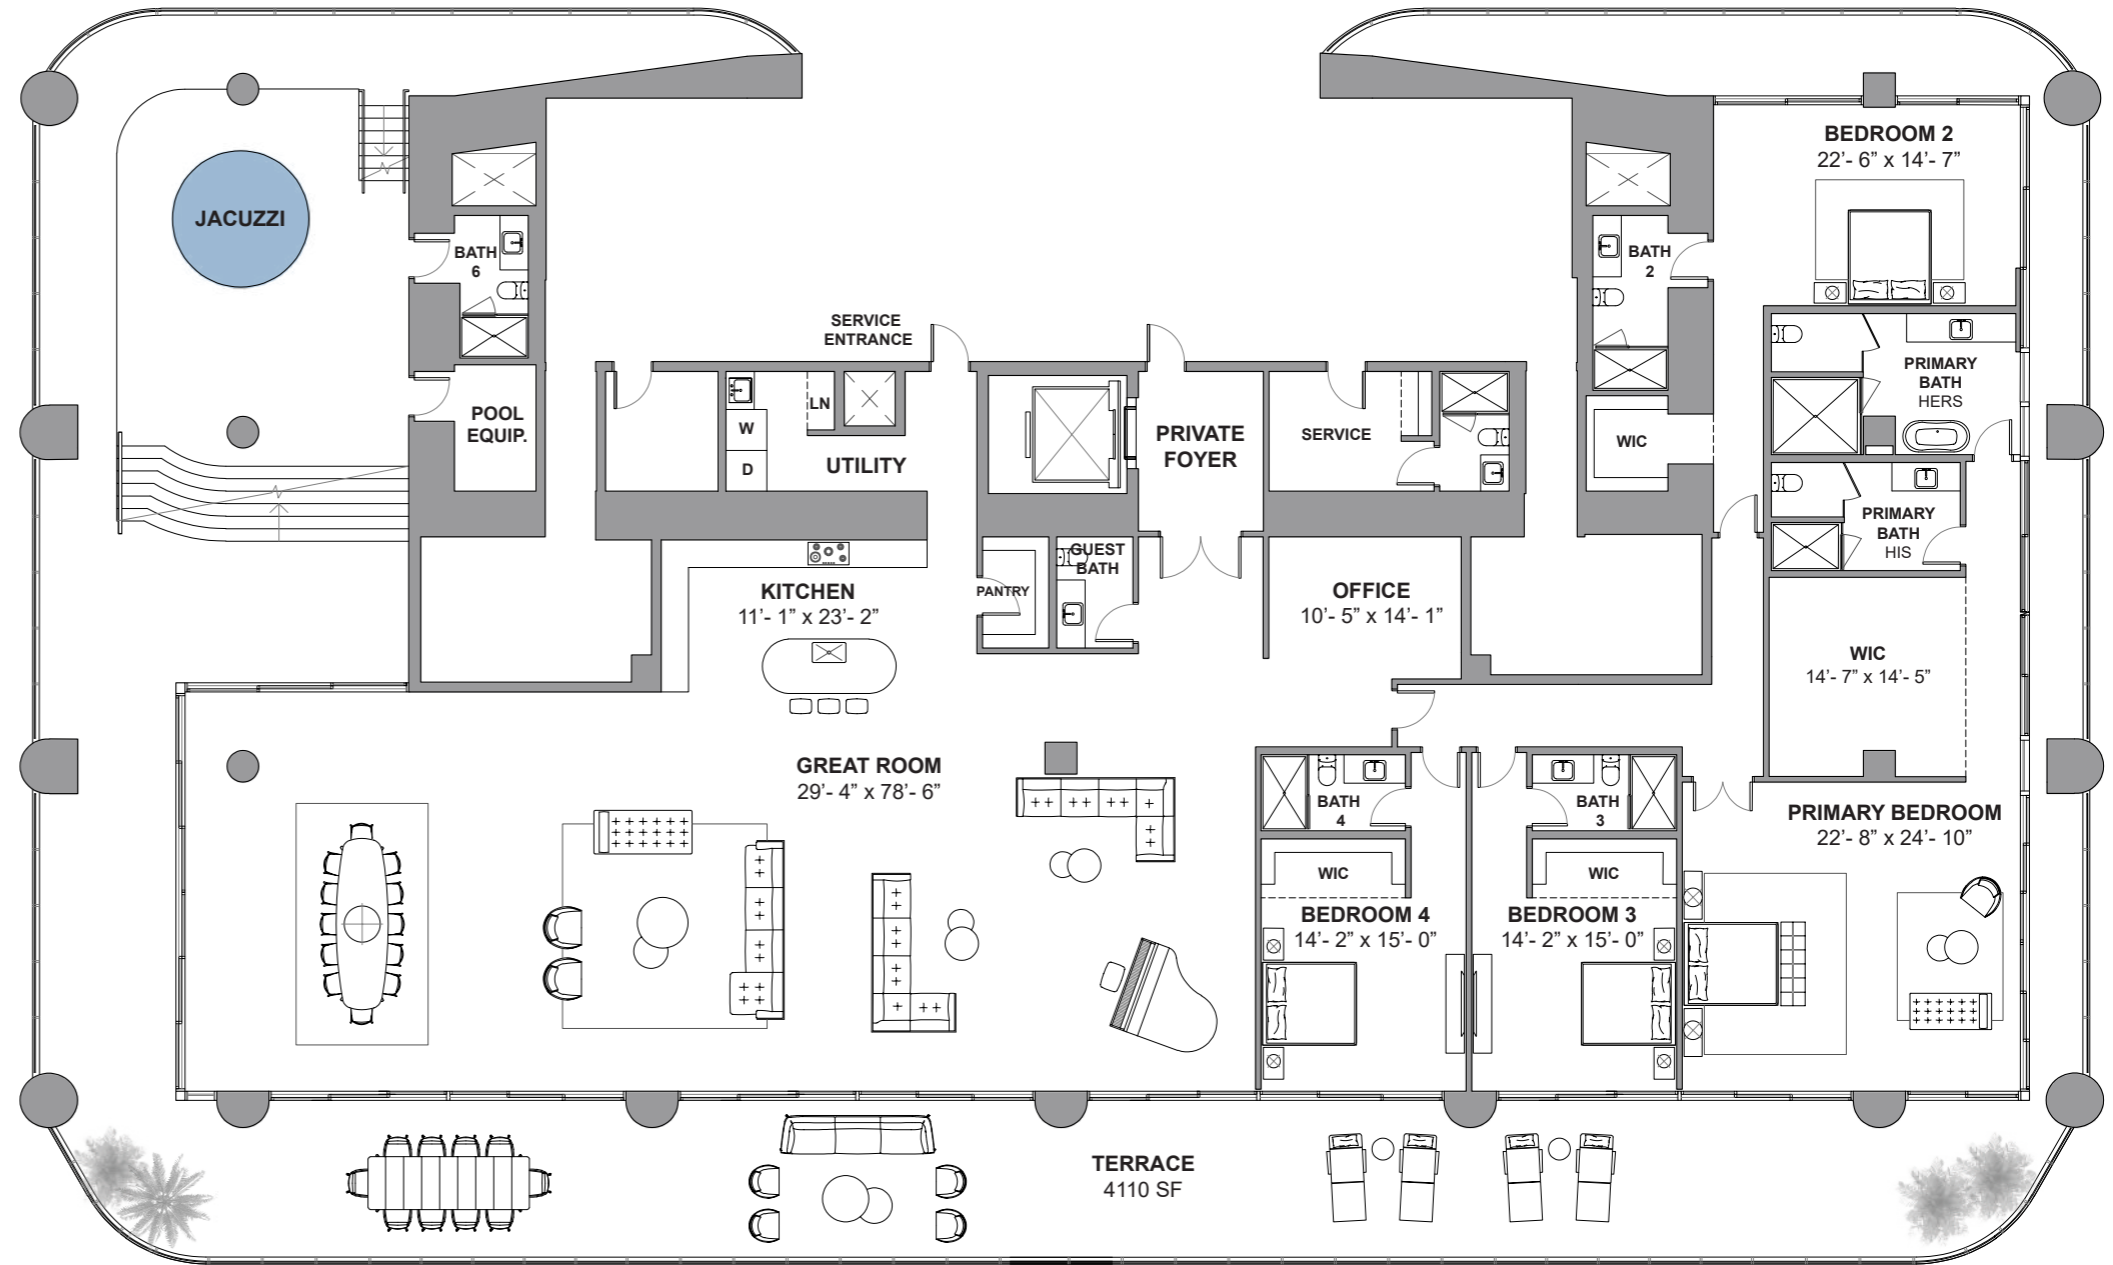 BEDROOM 2
22'- 6” x 14'- 7”
JACUZZI
BATH
6
BATH
2
SERVICE
ENTRANCE
PRIMARY
BATH
HERS
POOL
EQUIP.
LN
W
D
UTILITY
PRIVATE
FOYER
SERVICE
WIC
PRIMARY
BATH
HIS
GUEST
BATH
PANTRY
KITCHEN
11'- 1” x 23'- 2”
OFFICE
10'- 5” x 14'- 1”
WIC
14'- 7” x 14'- 5”
GREAT ROOM
29'- 4” x 78'- 6”
BATH
4
BATH
3
PRIMARY BEDROOM
22'- 8” x 24'- 10”
WIC
WIC
BEDROOM 4
14'- 2” x 15'- 0”
BEDROOM 3
14'- 2” x 15'- 0”
TERRACE
4110 SF